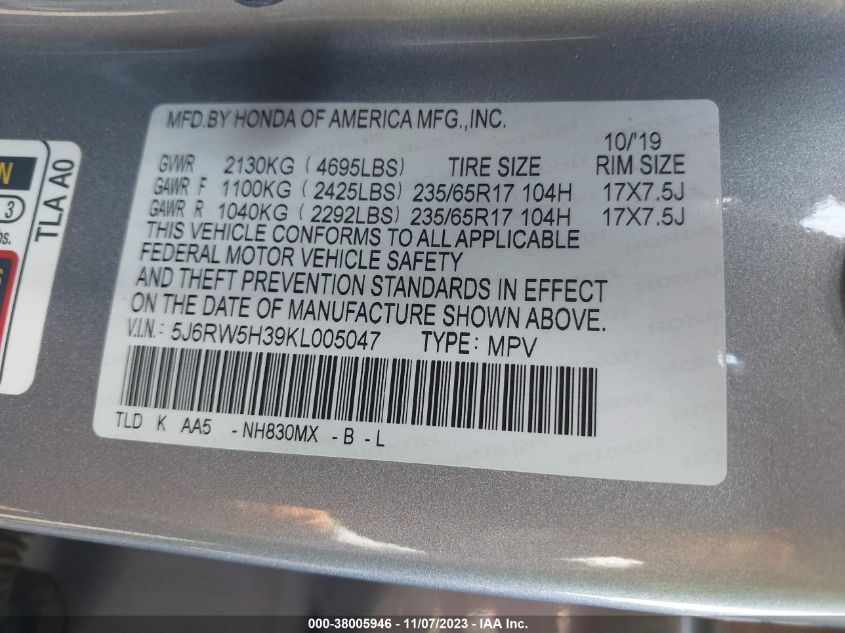 MFD.BY HONDA OF AMERICA MFG.,INC.
10/'19
GVWR 2130KG (4695LBS) TIRE SIZE RIM SIZE
GAWR F 1100KG (2425LBS) 235/65R17 104H 17X7.5J
GAWR R 1040KG (2292LBS) 235/65R17 104H 17X7.5J
THIS VEHICLE CONFORMS TO ALL APPLICABLE
FEDERAL MOTOR VEHICLE SAFETY
AND THEFT PREVENTION STANDARDS IN EFFECT
ON THE DATE OF MANUFACTURE SHOWN ABOVE.
V.I.N.: 5J6RW5H39KL005047 TYPE: MPV
TLD K AA5 -NH830MX -B -L
TLA A0
3
000-38005946 - 11/07/2023 - IAA Inc.